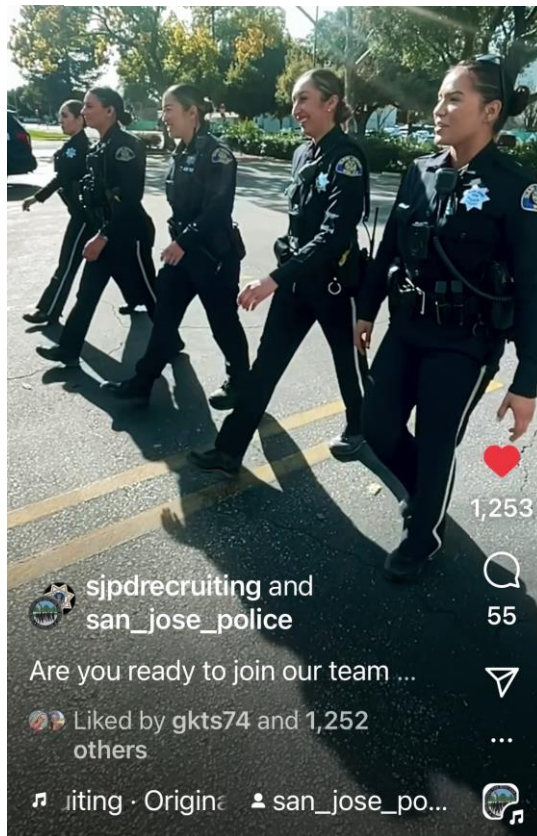 1,253
55
sjpdrecruiting and
san_jose_police
Are you ready to join our team ...
Liked by gkts74 and 1,252
others
iting · Origin
san_jose_po...